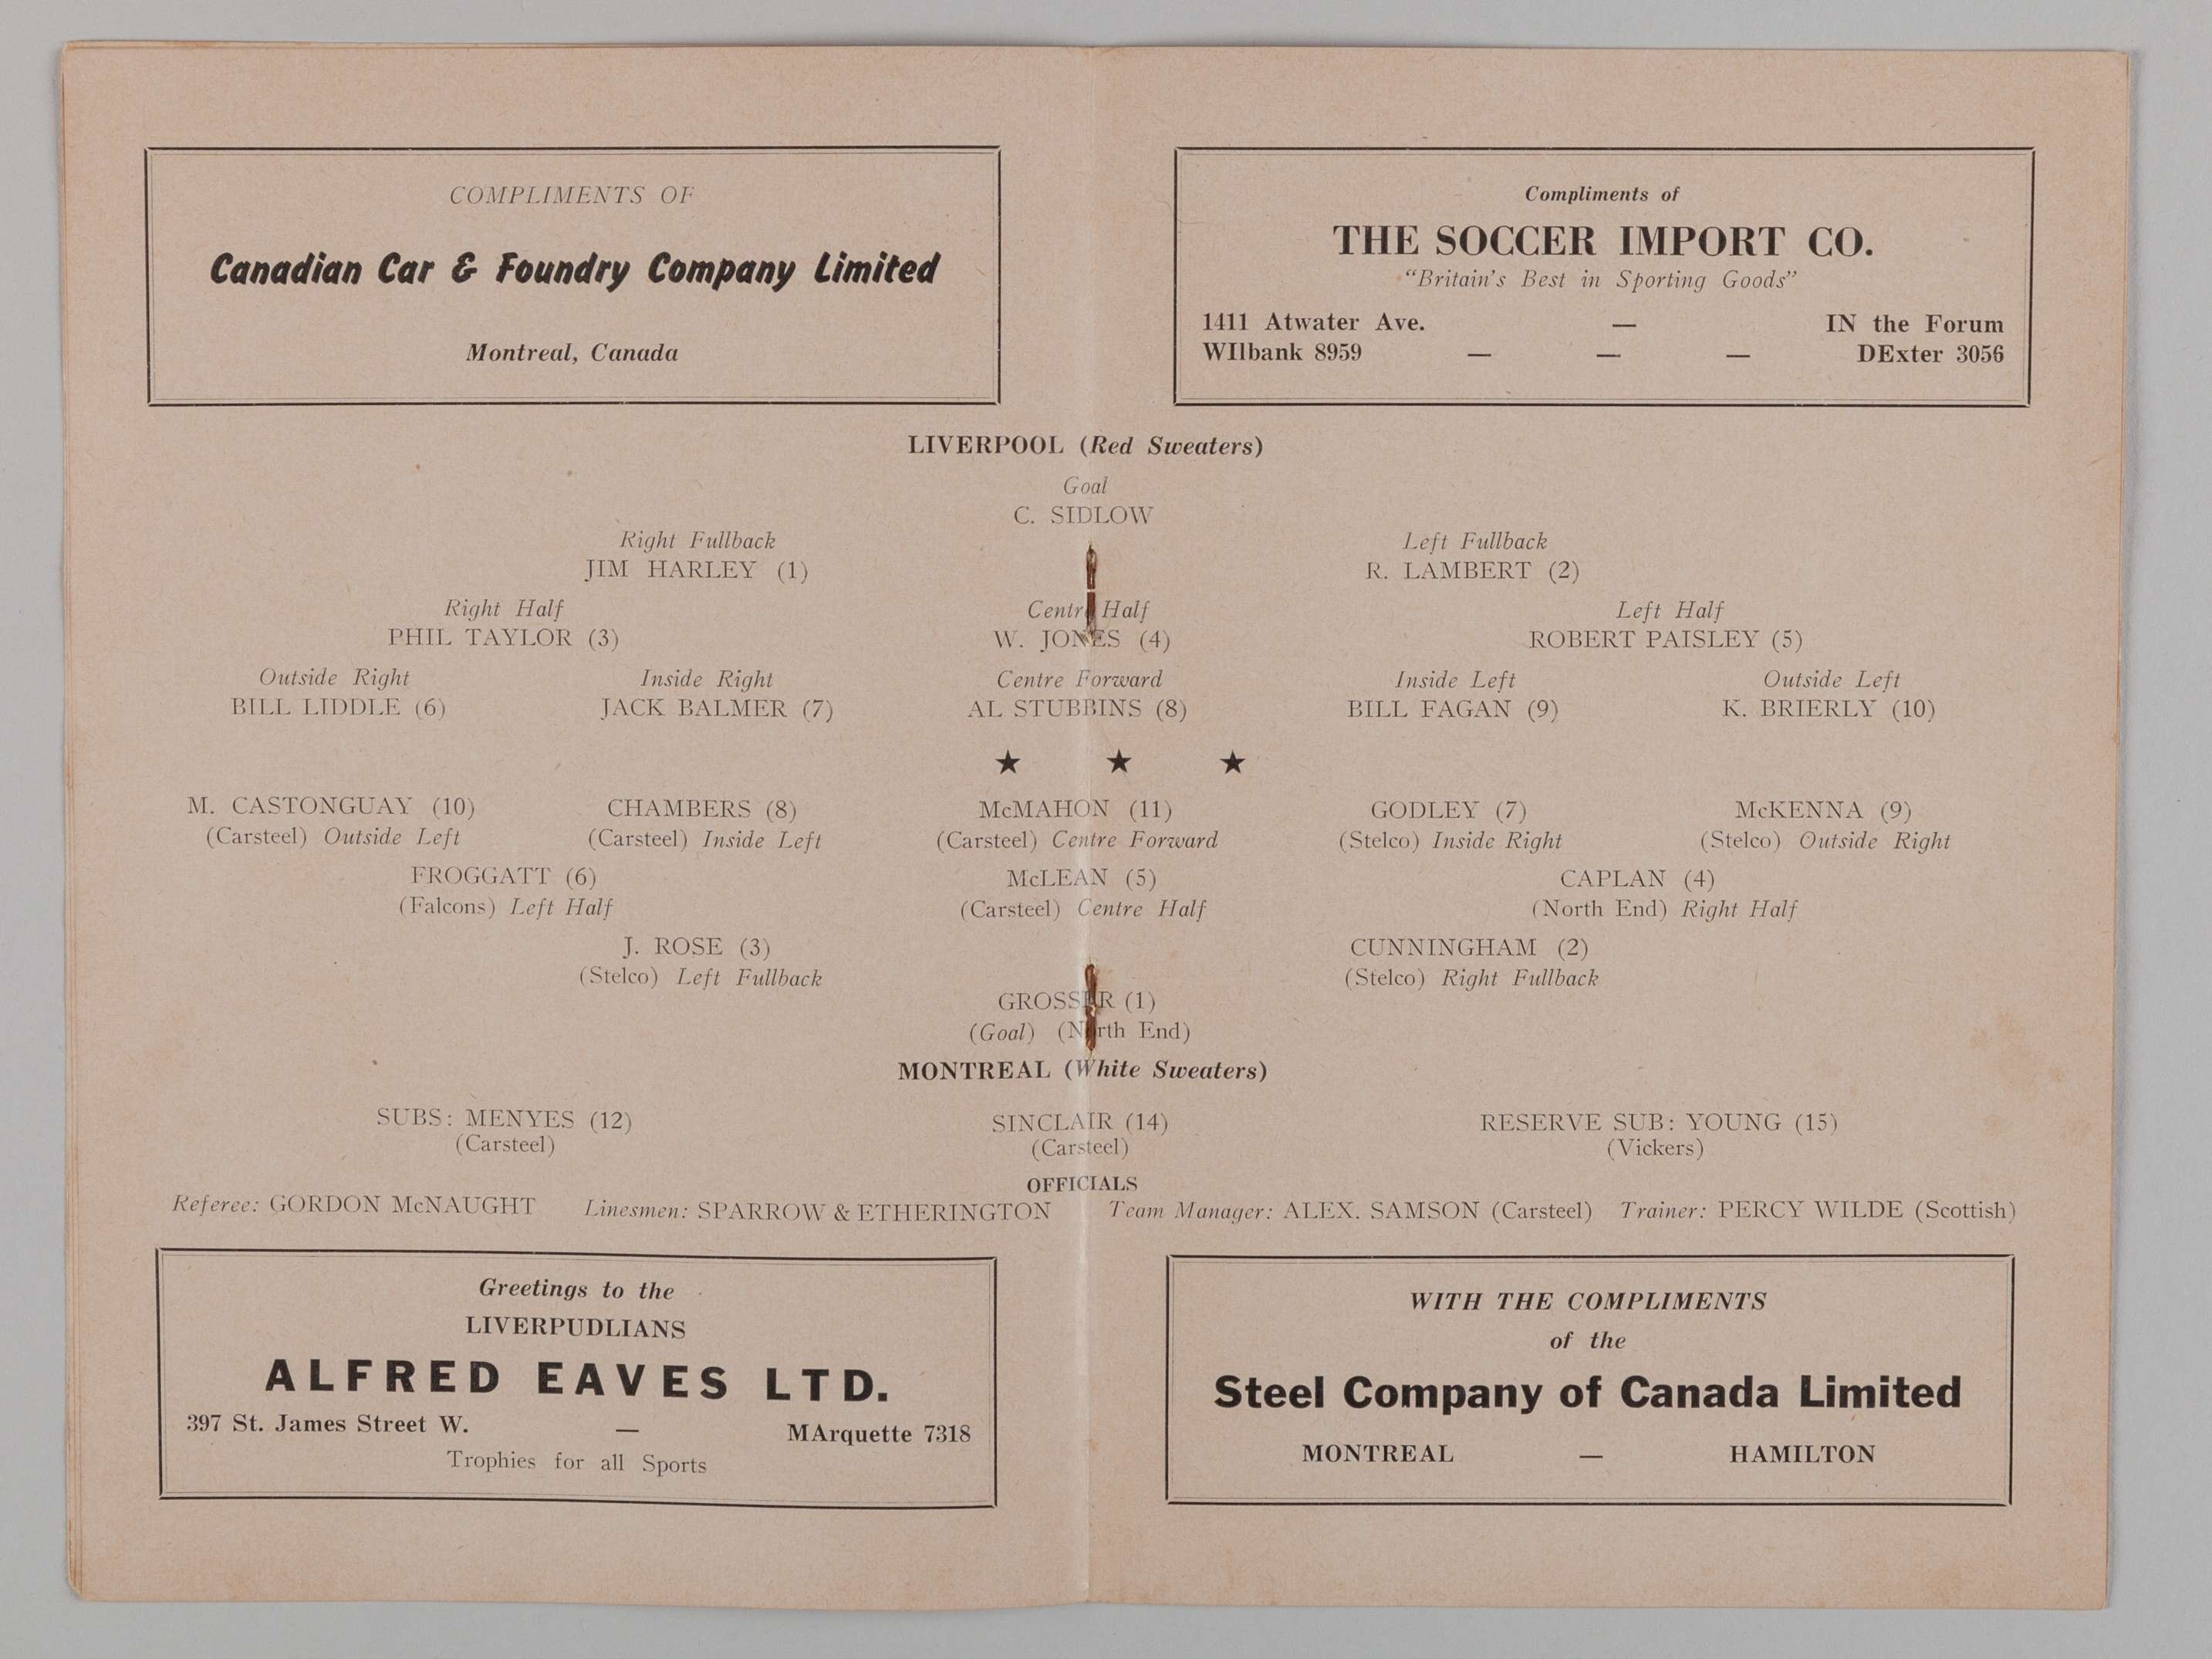 COMPLIMENTS OF
Canadian Car & Foundry Company Limited
Montreal, Canada
Compliments of
THE SOCCER IMPORT CO.
"Britain's Best in Sporting Goods"
1411 Atwater Ave. — IN the Forum
WIlbank 8959 — — — DExter 3056
LIVERPOOL (Red Sweaters)
Goal
C. SIDLOW
Right Fullback Left Fullback
JIM HARLEY (1) R. LAMBERT (2)
Right Half Centre Half Left Half
PHIL TAYLOR (3) W. JONES (4) ROBERT PAISLEY (5)
Outside Right Inside Right Centre Forward Inside Left Outside Left
BILL LIDDLE (6) JACK BALMER (7) AL STUBBINS (8) BILL FAGAN (9) K. BRIERLY (10)
★ ★ ★
M. CASTONGUAY (10) CHAMBERS (8) McMAHON (11) GODLEY (7) McKENNA (9)
(Carsteel) Outside Left (Carsteel) Inside Left (Carsteel) Centre Forward (Stelco) Inside Right (Stelco) Outside Right
FROGGATT (6) McLEAN (5) CAPLAN (4)
(Falcons) Left Half (Carsteel) Centre Half (North End) Right Half
J. ROSE (3) CUNNINGHAM (2)
(Stelco) Left Fullback (Stelco) Right Fullback
GROSSER (1)
(Goal) (North End)
MONTREAL (White Sweaters)
SUBS: MENYES (12) SINCLAIR (14) RESERVE SUB: YOUNG (15)
(Carsteel) (Carsteel) (Vickers)
OFFICIALS
Referee: GORDON McNAUGHT Linesmen: SPARROW & ETHERINGTON Team Manager: ALEX. SAMSON (Carsteel) Trainer: PERCY WILDE (Scottish)
Greetings to the
LIVERPUDLIANS
ALFRED EAVES LTD.
397 St. James Street W. — MArquette 7318
Trophies for all Sports
WITH THE COMPLIMENTS
of the
Steel Company of Canada Limited
MONTREAL — HAMILTON